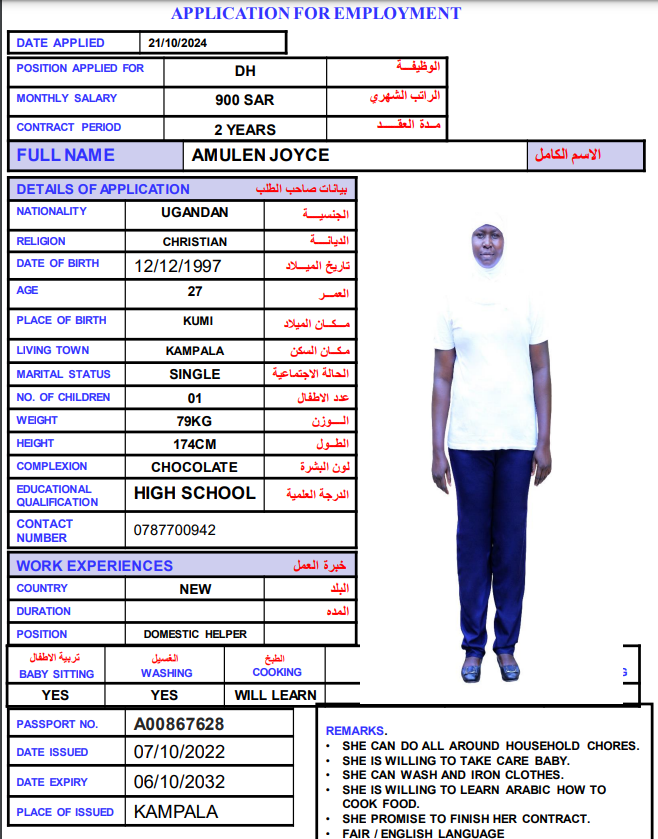 APPLICATION FOR EMPLOYMENT
DATE APPLIED 21/10/2024
POSITION APPLIED FOR DH الوظيفــة
MONTHLY SALARY 900 SAR الراتب الشهري
CONTRACT PERIOD 2 YEARS مـدة العقــد
FULL NAME AMULEN JOYCE الاسم الكامل
DETAILS OF APPLICATION بيانات صاحب الطلب
NATIONALITY UGANDAN الجنسيــة
RELIGION CHRISTIAN الديانــة
DATE OF BIRTH 12/12/1997 تاريخ الميــلاد
AGE 27 العمــر
PLACE OF BIRTH KUMI مـكــان الميلاد
LIVING TOWN KAMPALA مكـان السكن
MARITAL STATUS SINGLE الحالة الاجتماعية
NO. OF CHILDREN 01 عدد الاطفال
WEIGHT 79KG الــوزن
HEIGHT 174CM الطــول
COMPLEXION CHOCOLATE لون البشرة
EDUCATIONAL QUALIFICATION HIGH SCHOOL الدرجة العلمية
CONTACT NUMBER 0787700942
WORK EXPERIENCES خبرة العمل
COUNTRY NEW البلد
DURATION المده
POSITION DOMESTIC HELPER
تربية الاطفال الغسيل الطبخ
BABY SITTING WASHING COOKING G
YES YES WILL LEARN
PASSPORT NO. A00867628
DATE ISSUED 07/10/2022
DATE EXPIRY 06/10/2032
PLACE OF ISSUED KAMPALA
REMARKS.
• SHE CAN DO ALL AROUND HOUSEHOLD CHORES.
• SHE IS WILLING TO TAKE CARE BABY.
• SHE CAN WASH AND IRON CLOTHES.
• SHE IS WILLING TO LEARN ARABIC HOW TO
COOK FOOD.
• SHE PROMISE TO FINISH HER CONTRACT.
• FAIR / ENGLISH LANGUAGE